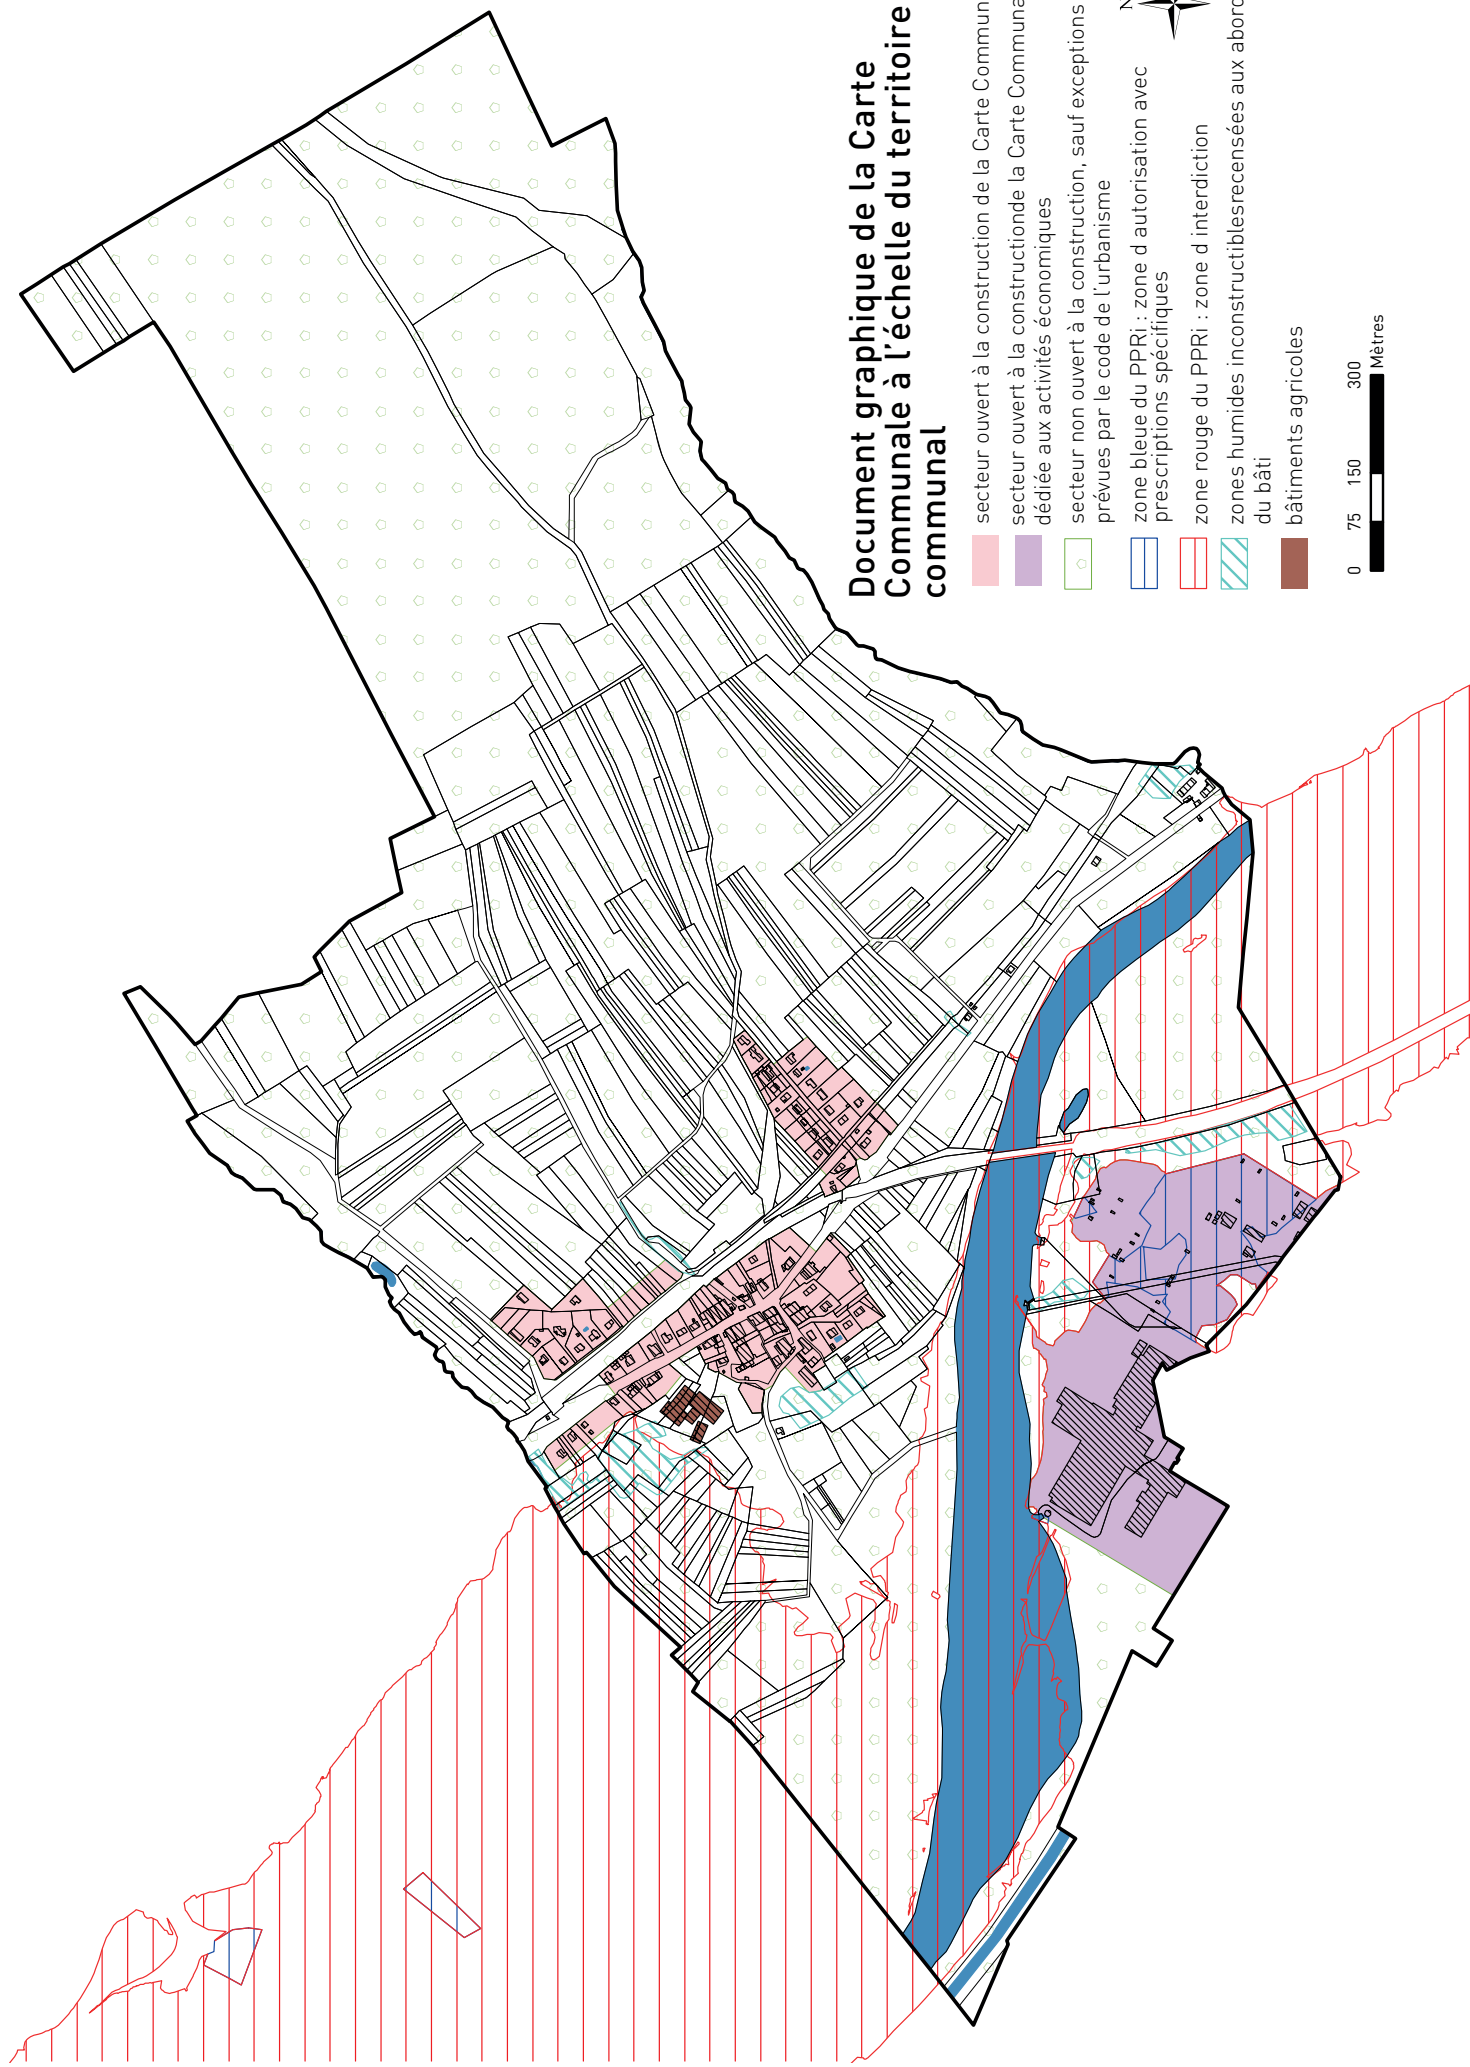 Document graphique de la Carte
Communale à l'échelle du territoire
communal
N
secteur ouvert à la construction de la Carte Commun
secteur ouvert à la constructionde la Carte Communa
dédiée aux activités économiques
secteur non ouvert à la construction, sauf exceptions
prévues par le code de l'urbanisme
zone bleue du PPRi : zone d autorisation avec
prescriptions spécifiques
zone rouge du PPRi : zone d interdiction
zones humides inconstructiblesrecensées aux abord
du bâti
bâtiments agricoles
0 75 150 300
Mètres